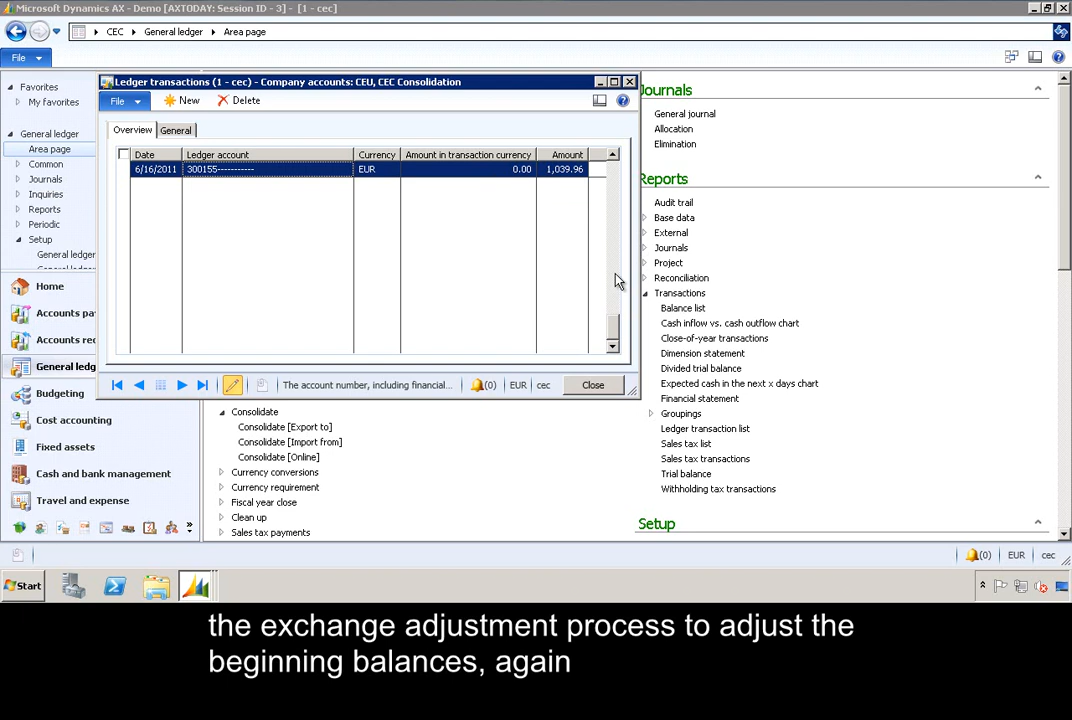 Microsoft Dynamics AX - Demo [AXTODAY: Session ID - 3] - [1 - cec]
CEC
General ledger
Area page
File
Favorites
My favorites
General ledger
Area page
Common
Journals
Inquiries
Reports
Periodic
Setup
General ledger
Home
Accounts pa
Accounts rec
General ledg
Budgeting
Cost accounting
Fixed assets
Cash and bank management
Travel and expense
Ledger transactions (1 - cec) - Company accounts: CEU, CEC Consolidation
File
New
Delete
Overview
General
Date
Ledger account
Currency
Amount in transaction currency
Amount
6/16/2011
300155-----------
EUR
0.00
1,039.96
The account number, including financial...
(0)
EUR
cec
Close
Consolidate
Consolidate [Export to]
Consolidate [Import from]
Consolidate [Online]
Currency conversions
Currency requirement
Fiscal year close
Clean up
Sales tax payments
Journals
General journal
Allocation
Elimination
Reports
Audit trail
Base data
External
Journals
Project
Reconciliation
Transactions
Balance list
Cash inflow vs. cash outflow chart
Close-of-year transactions
Dimension statement
Divided trial balance
Expected cash in the next x days chart
Financial statement
Groupings
Ledger transaction list
Sales tax list
Sales tax transactions
Trial balance
Withholding tax transactions
Setup
(0)
EUR
cec
Start
the exchange adjustment process to adjust the
beginning balances, again